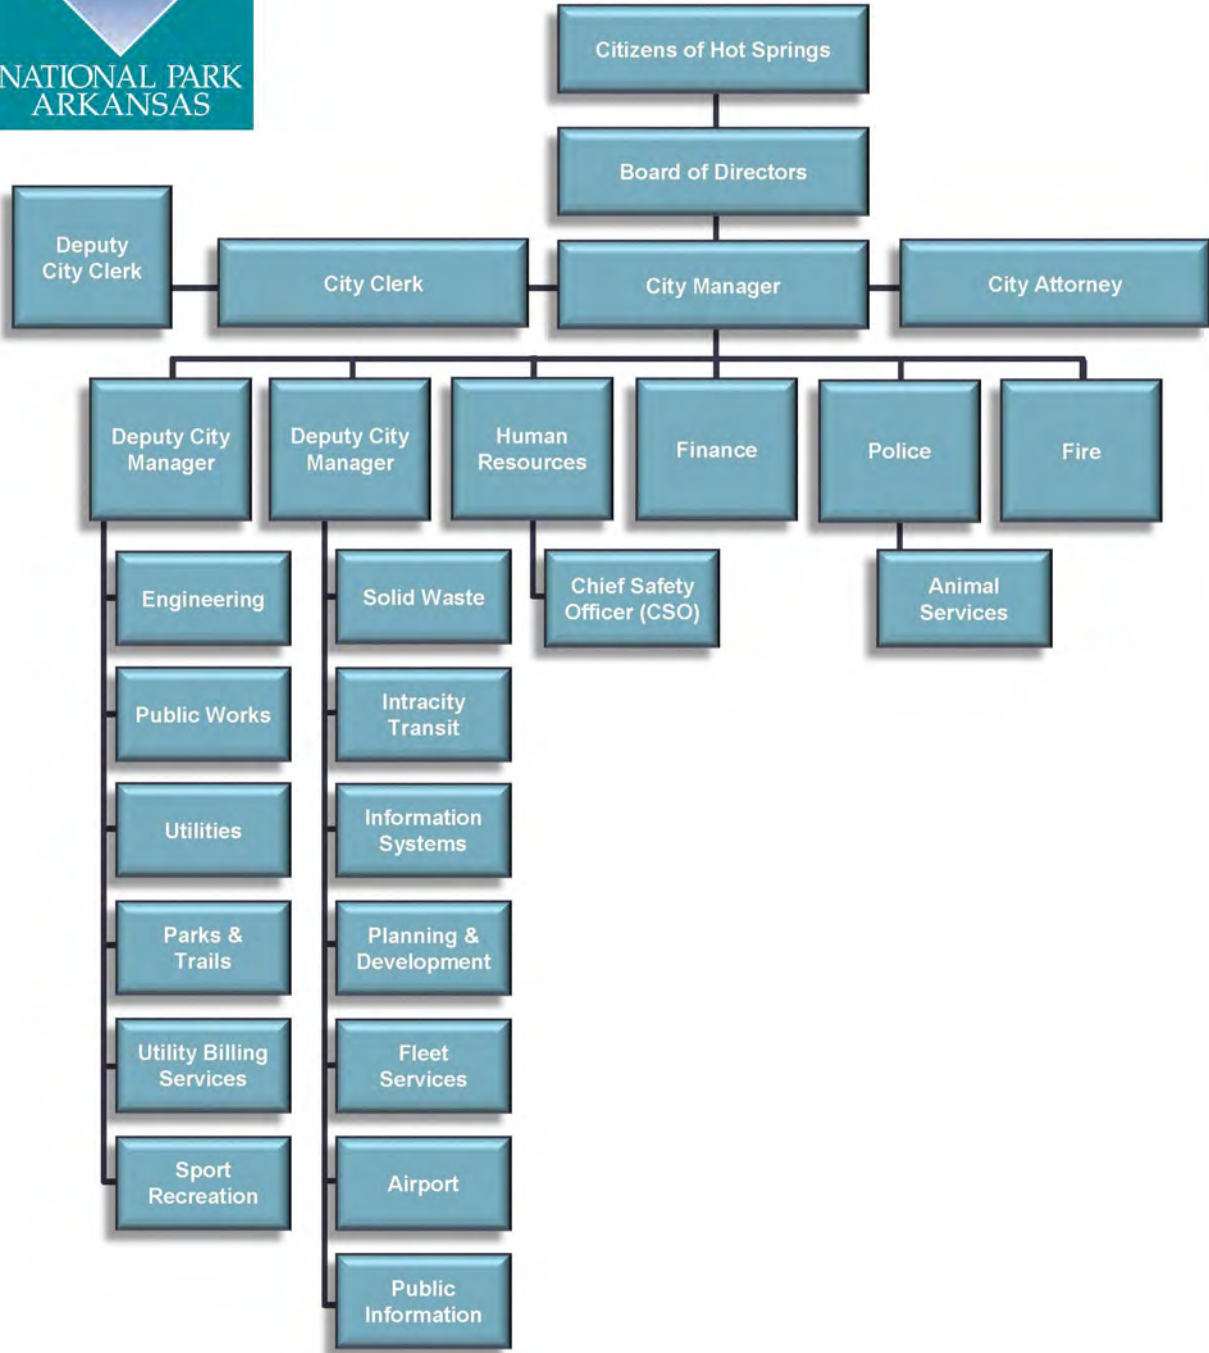 NATIONAL PARK
ARKANSAS
Citizens of Hot Springs
Board of Directors
Deputy
City Clerk
City Clerk
City Manager
City Attorney
Deputy City
Manager
Deputy City
Manager
Human
Resources
Finance
Police
Fire
Engineering
Public Works
Utilities
Parks &
Trails
Utility Billing
Services
Sport
Recreation
Solid Waste
Intracity
Transit
Information
Systems
Planning &
Development
Fleet
Services
Airport
Public
Information
Chief Safety
Officer (CSO)
Animal
Services